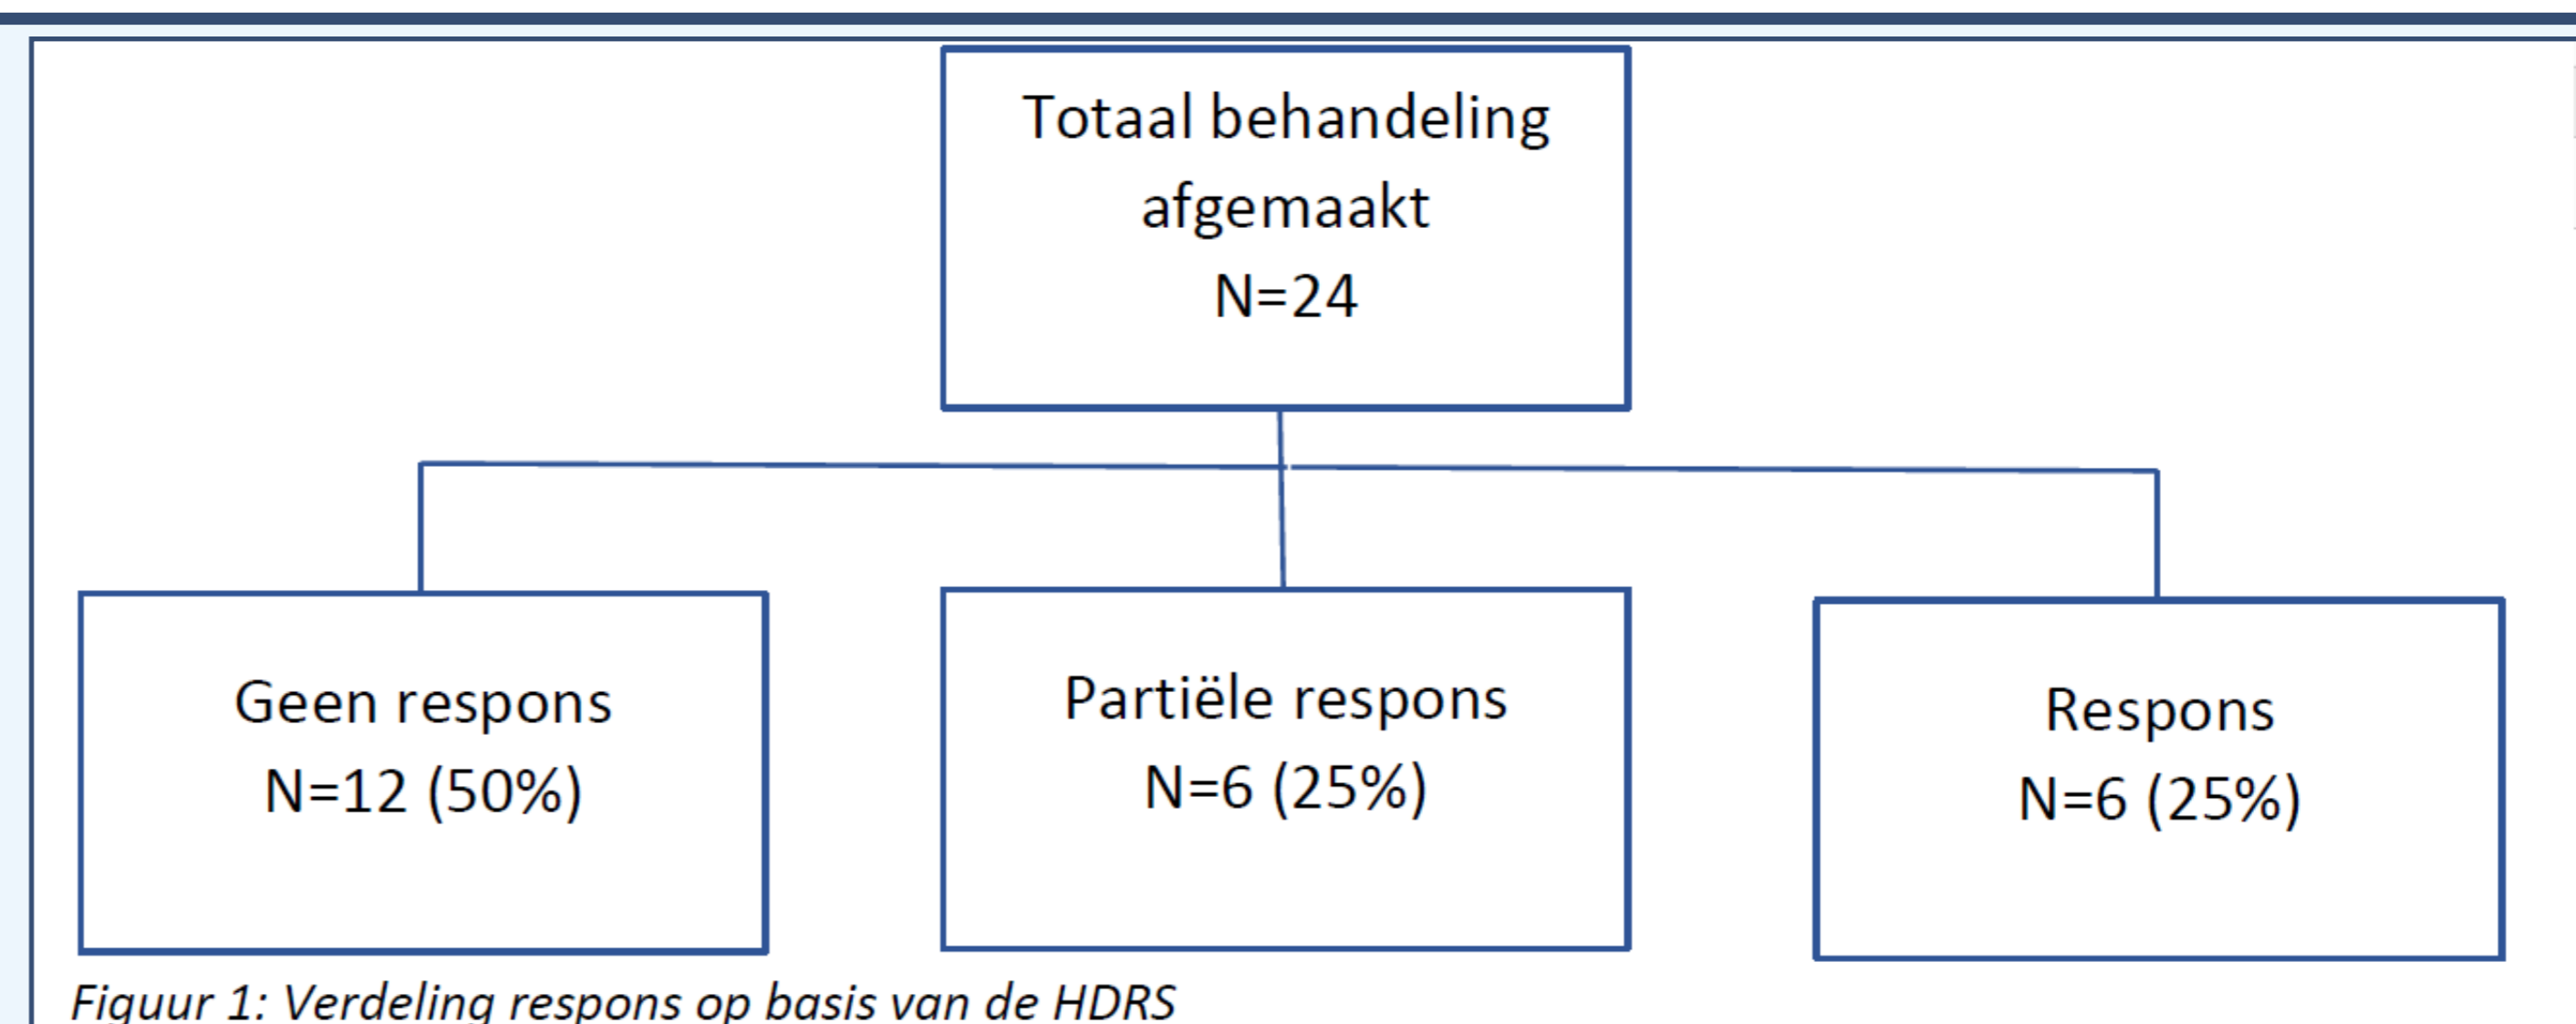 Totaal behandeling
afgemaakt
N=24
Geen respons
N=12 (50%)
Partiële respons
N=6 (25%)
Respons
N=6 (25%)
Figuur 1: Verdeling respons op basis van de HDRS